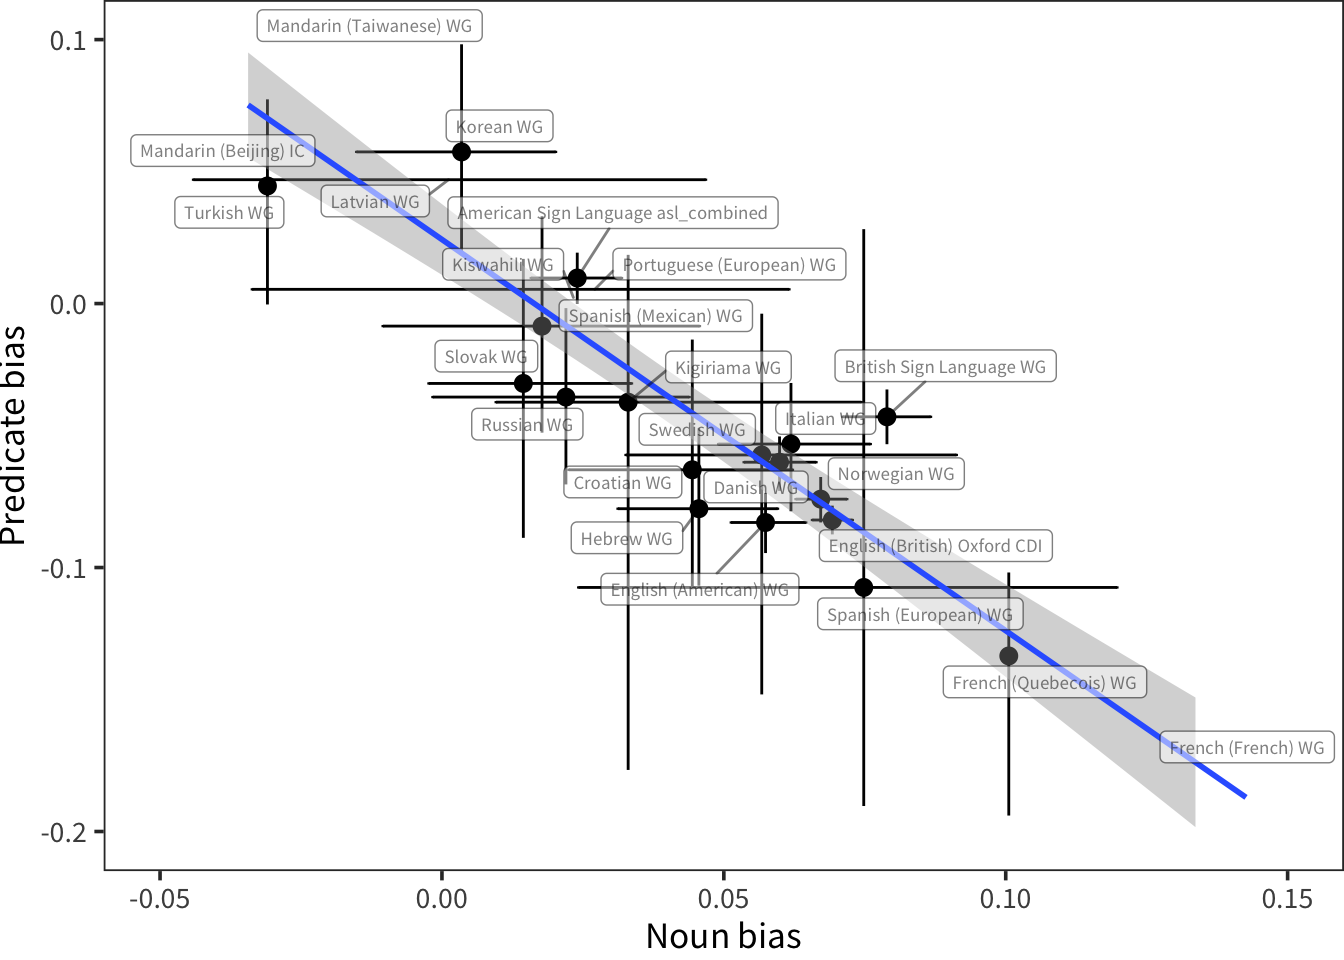 Mandarin (Taiwanese) WG
0.1
Korean WG
Mandarin (Beijing) IC
Latvian WG
Turkish WG
American Sign Language asl_combined
Kiswahili WG
Portuguese (European) WG
0.0
Spanish (Mexican) WG
Slovak WG
Kigiriama WG
British Sign Language WG
Italian WG
Russian WG
Swedish WG
Norwegian WG
Croatian WG
Danish WG
Hebrew WG
English (British) Oxford CDI
-0.1
English (American) WG
Spanish (European) WG
French (Quebecois) WG
French (French) WG
-0.2
Predicate bias
-0.05
0.00
0.05
0.10
0.15
Noun bias